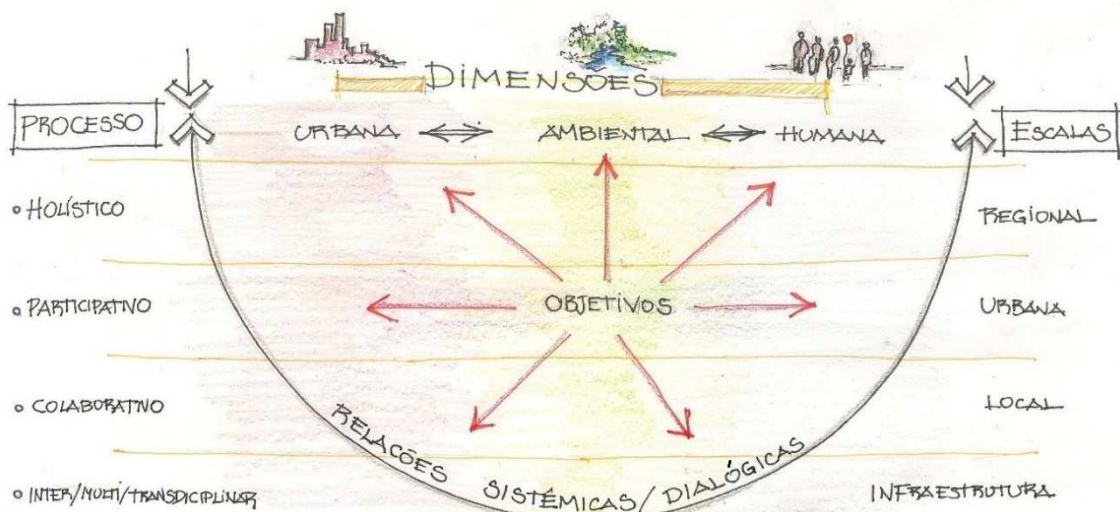 DIMENSÕES
PROCESSO
URBANA
AMBIENTAL
HUMANA
ESCALAS
• HOLÍSTICO
REGIONAL
• PARTICIPATIVO
OBJETIVOS
URBANA
• COLABORATIVO
LOCAL
RELAÇÕES SISTÊMICAS/DIALÓGICAS
• INTER/MULTI/TRANSDICIPLINAR
INFRAESTRUTURA